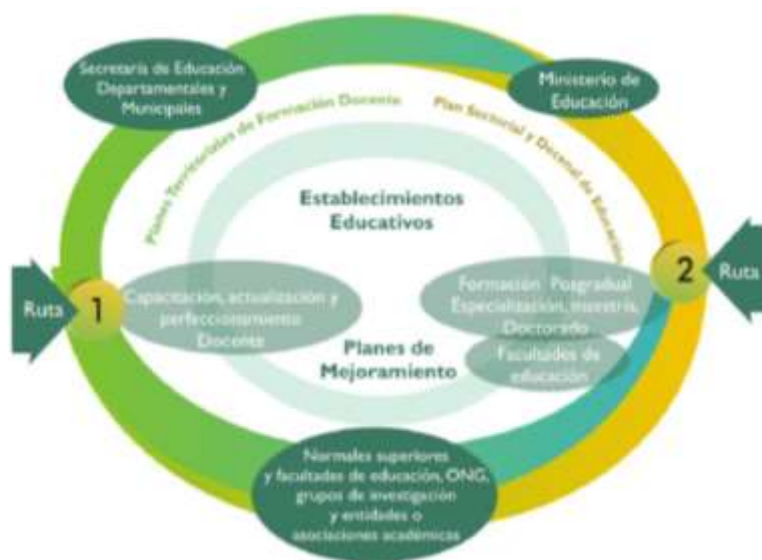 Secretaría de Educación
Departamentales y
Municipales
Ministerio de
Educación
Planes Territoriales de Formación Docente
Plan Sectorial y Decenal de Educación
Establecimientos
Educativos
Ruta
1
Capacitación, actualización y
perfeccionamiento
Docente
2
Ruta
Formación Posgradual
Especialización, maestría,
Doctorado
Facultades de
educación
Planes de
Mejoramiento
Normales superiores
y facultades de educación, ONG,
grupos de investigación
y entidades o
asociaciones académicas